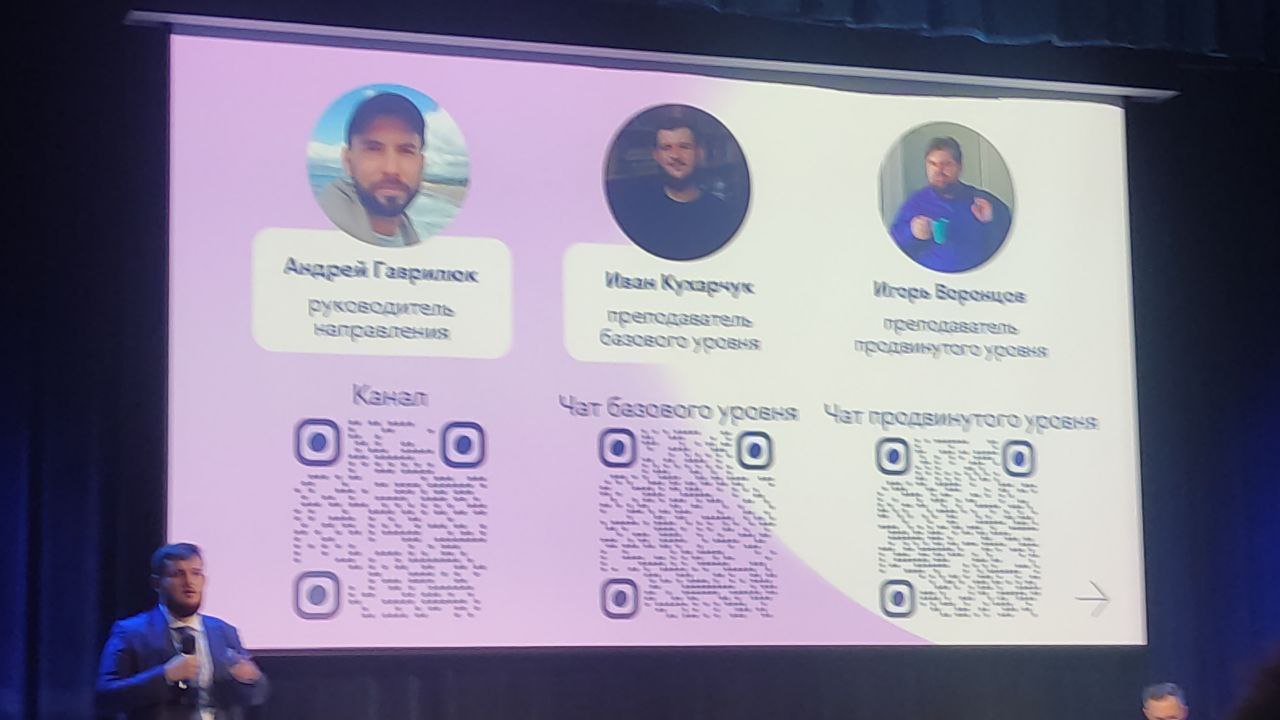 Андрей Гаврилюк
руководитель
направления
Канал
Иван Кухарчук
преподаватель
базового уровня
Чат базового уровня
Игорь Воронцов
преподаватель
продвинутого уровня
Чат продвинутого уровня